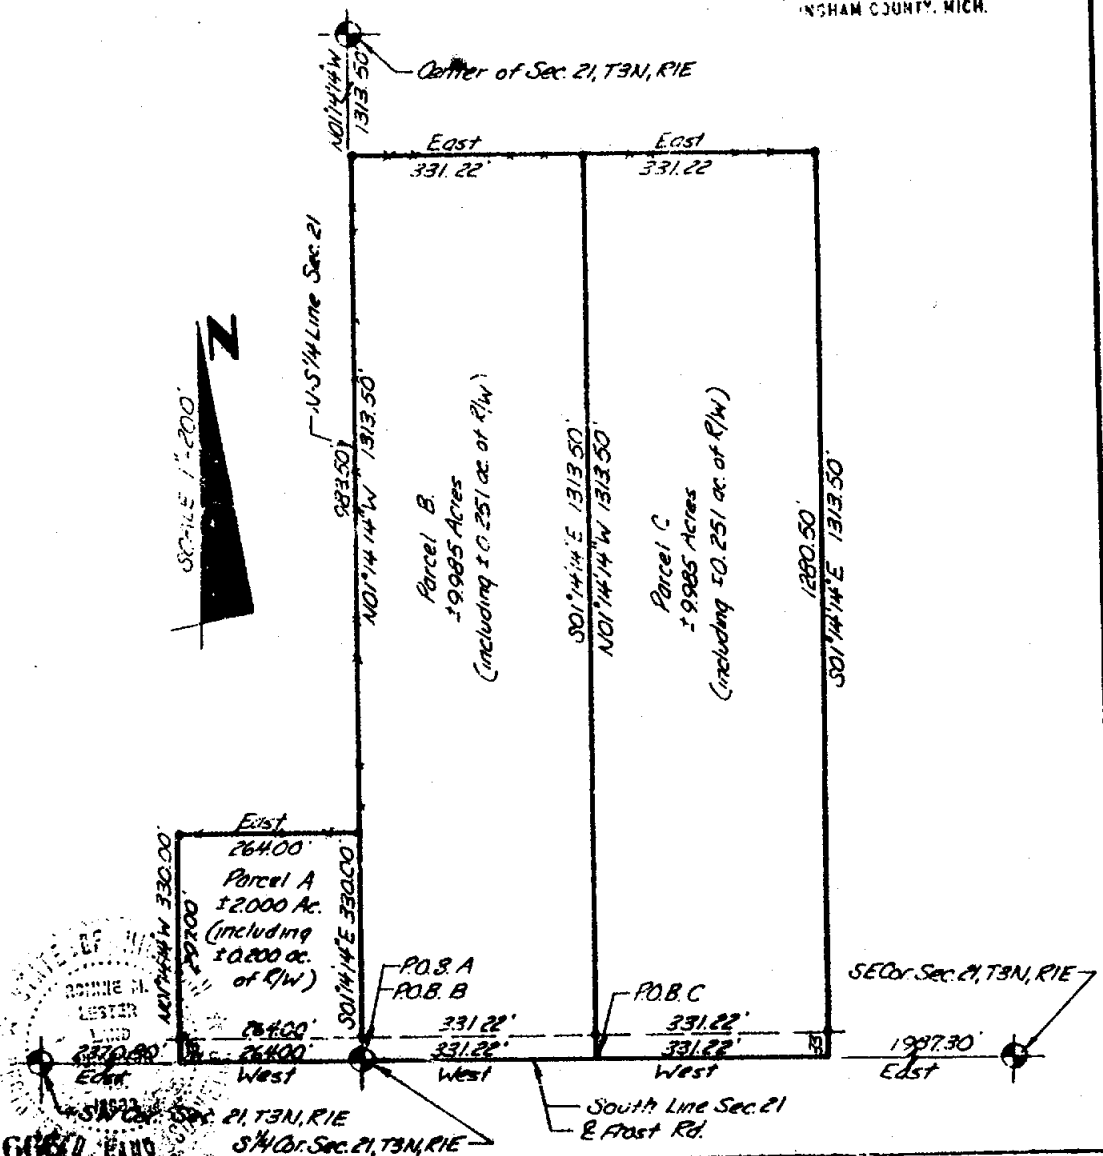 INGHAM COUNTY, MICH.
Center of Sec. 21, T3N, R1E
N01°14'14"W
1313.50'
East
331.22'
East
331.22
N-S 1/4 Line Sec. 21
N
SCALE 1"=200'
983.50'
N01°14'14"W 1313.50'
Parcel B
±9.985 Acres
(including ±0.251 ac. of R/W)
S01°14'14"E 1313.50'
N01°14'14"W 1313.50'
Parcel C
±9.985 Acres
(including ±0.251 ac. of R/W)
1280.50'
S01°14'14"E 1313.50'
East
264.00'
N01°14'14"W 330.00'
297.00'
Parcel A
±2.000 Ac.
(including
±0.200 ac.
of R/W)
S01°14'14"E 330.00'
P.O.B. A
P.O.B. B
P.O.B. C
SE Cor. Sec. 21, T3N, R1E
264.00'
264.00
West
331.22'
331.22'
West
331.22'
331.22'
West
33'
1987.30'
East
East
STATE OF
LESTER
LAND
SW Cor. Sec. 21, T3N, R1E
S 1/4 Cor. Sec. 21, T3N, R1E
South Line Sec. 21
& Frost Rd.